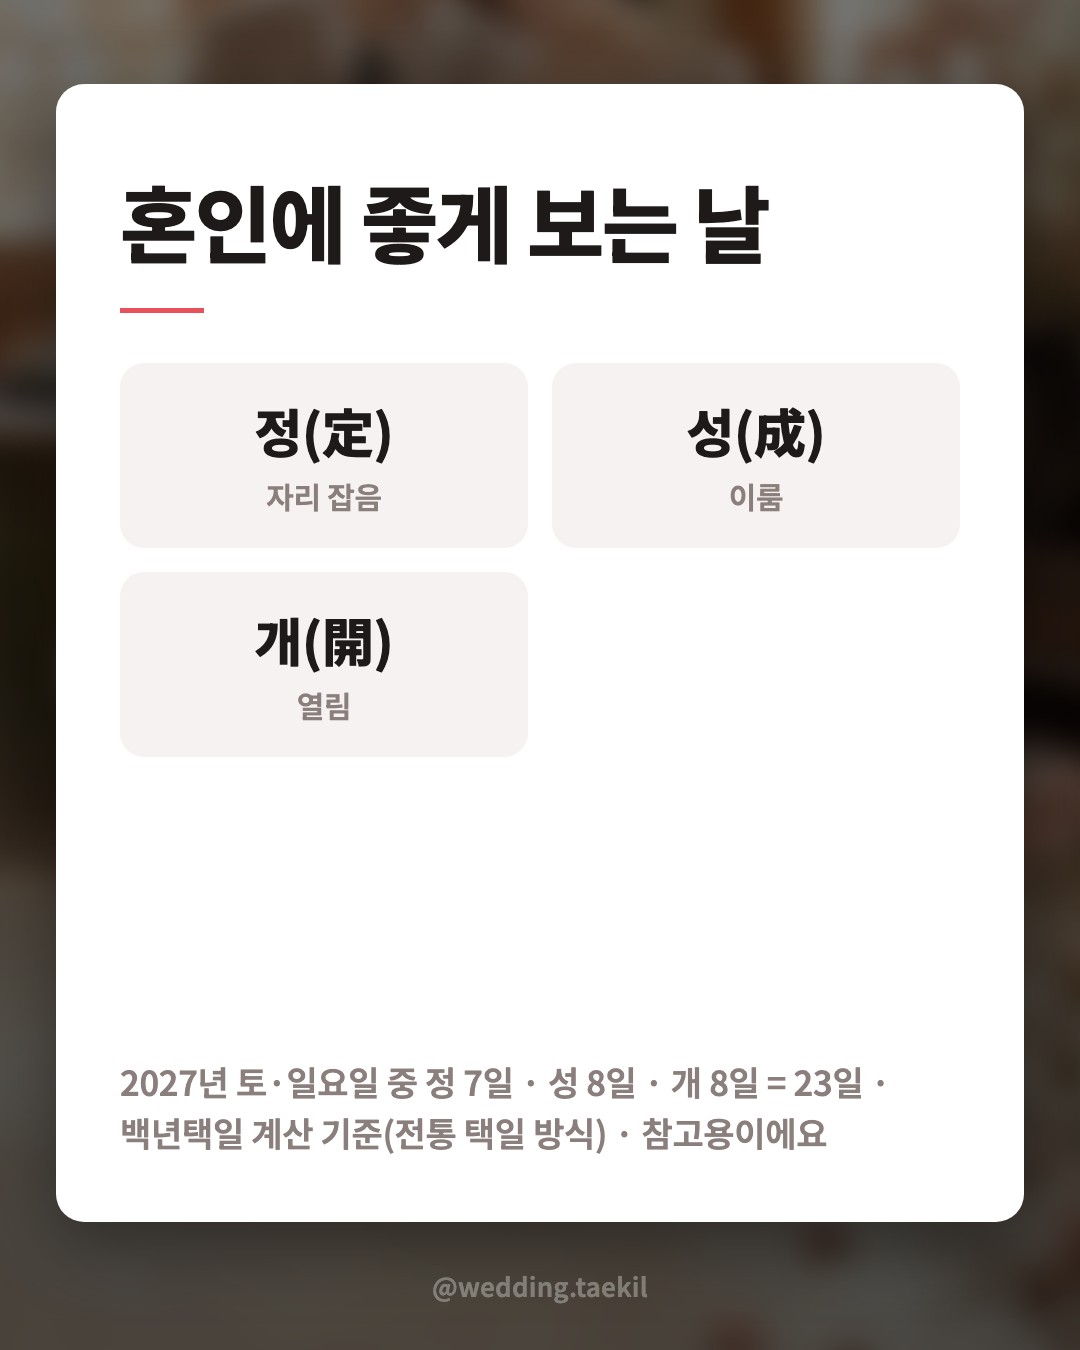 혼인에 좋게 보는 날
정(定)
자리 잡음
성(成)
이룸
개(開)
열림
2027년 토·일요일 중 정 7일 · 성 8일 · 개 8일 = 23일 ·
백년택일 계산 기준(전통 택일 방식) · 참고용이에요
@wedding.taekil